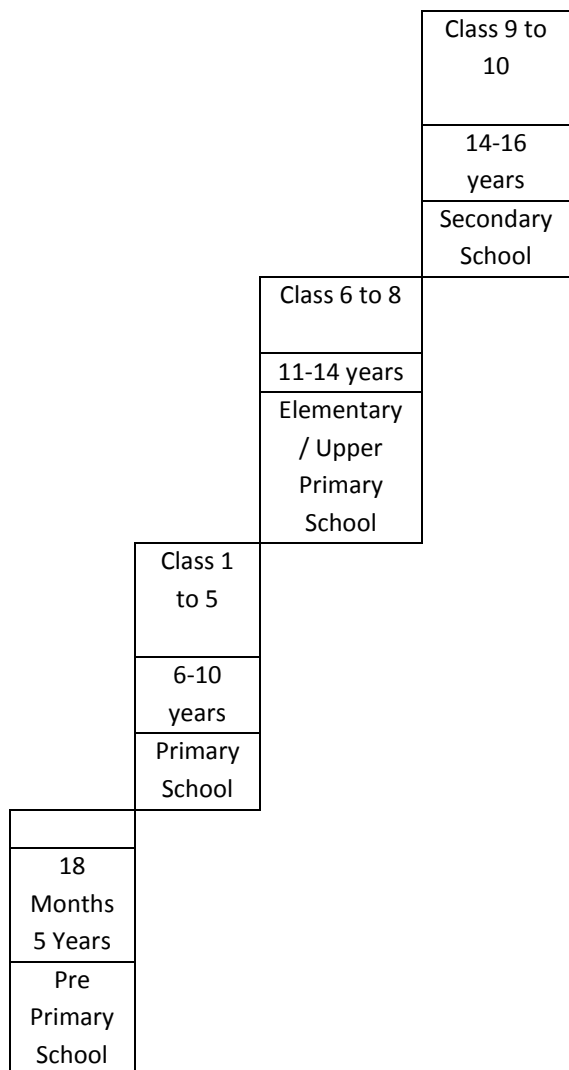 Class 9 to
10
14-16
years
Secondary
School
Class 6 to 8
11-14 years
Elementary
/ Upper
Primary
School
Class 1
to 5
6-10
years
Primary
School
18
Months
5 Years
Pre
Primary
School